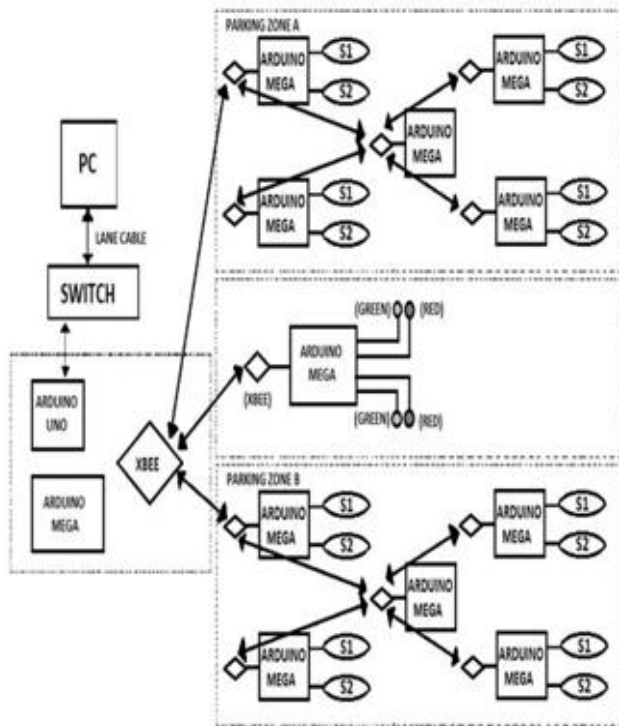 PARKING ZONE A
ARDUINO
MEGA
S1
S2
ARDUINO
MEGA
S1
S2
ARDUINO
MEGA
ARDUINO
MEGA
S1
S2
ARDUINO
MEGA
S1
S2
PC
LANE CABLE
SWITCH
ARDUINO
UNO
ARDUINO
MEGA
XBEE
(GREEN) (RED)
ARDUINO
MEGA
(XBEE)
(GREEN) (RED)
PARKING ZONE B
ARDUINO
MEGA
S1
S2
ARDUINO
MEGA
S1
S2
ARDUINO
MEGA
ARDUINO
MEGA
S1
S2
ARDUINO
MEGA
S1
S2